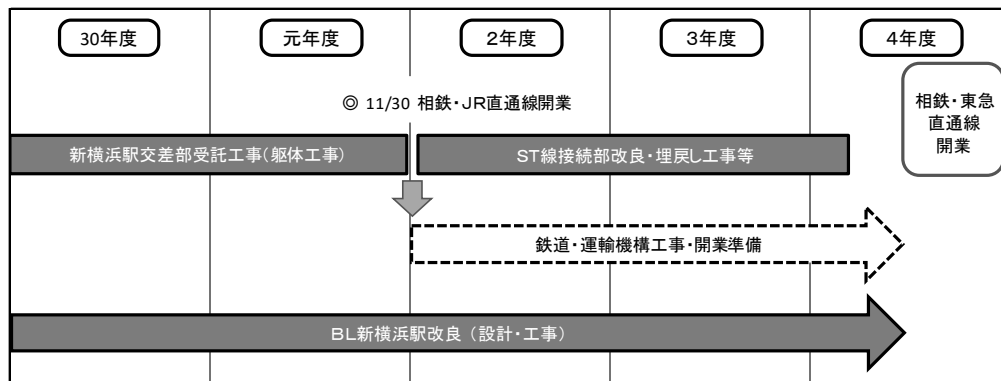 30年度
元年度
２年度
３年度
４年度
◎ 11/30 相鉄・ＪＲ直通線開業
相鉄・東急
直通線
開業
新横浜駅交差部受託工事（躯体工事）
ＳＴ線接続部改良・埋戻し工事等
鉄道・運輸機構工事・開業準備
ＢＬ新横浜駅改良（設計・工事）